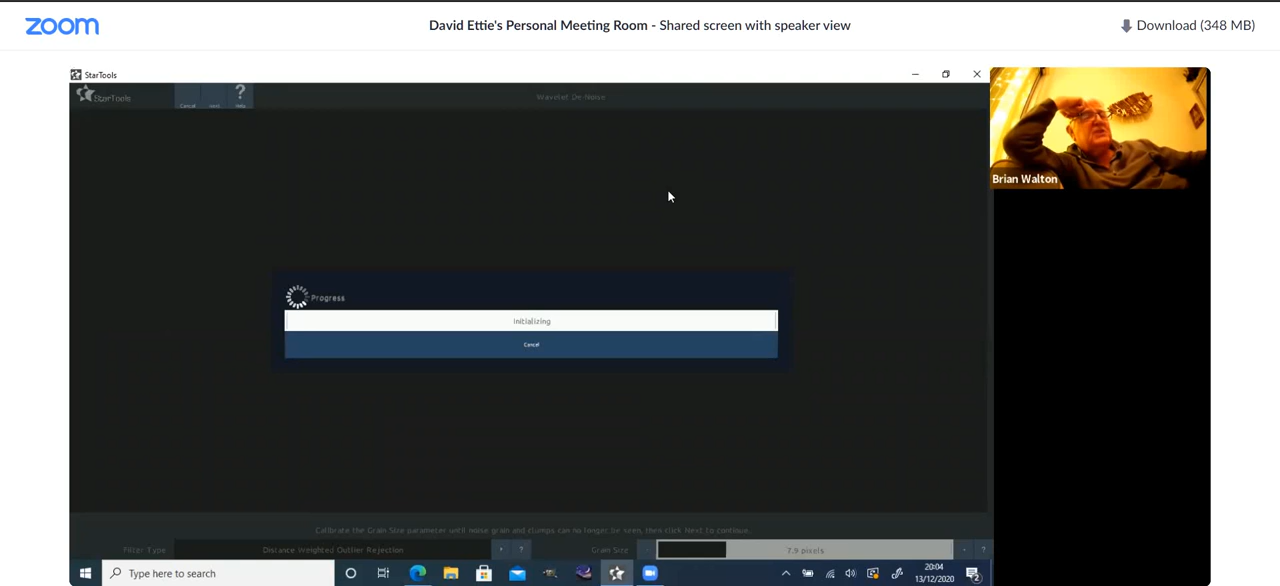 zoom
David Ettie's Personal Meeting Room - Shared screen with speaker view
Download (348 MB)
StarTools
StarTools
Cancel Next Help
Wavelet De-Noise
Brian Walton
Progress
Initializing
Cancel
Calibrate the Grain Size parameter until noise grain and clumps can no longer be seen, then click Next to continue.
Filter Type Distance Weighted Outlier Rejection ? Grain Size - 7.9 pixels ?
Type here to search
20:04
13/12/2020
2